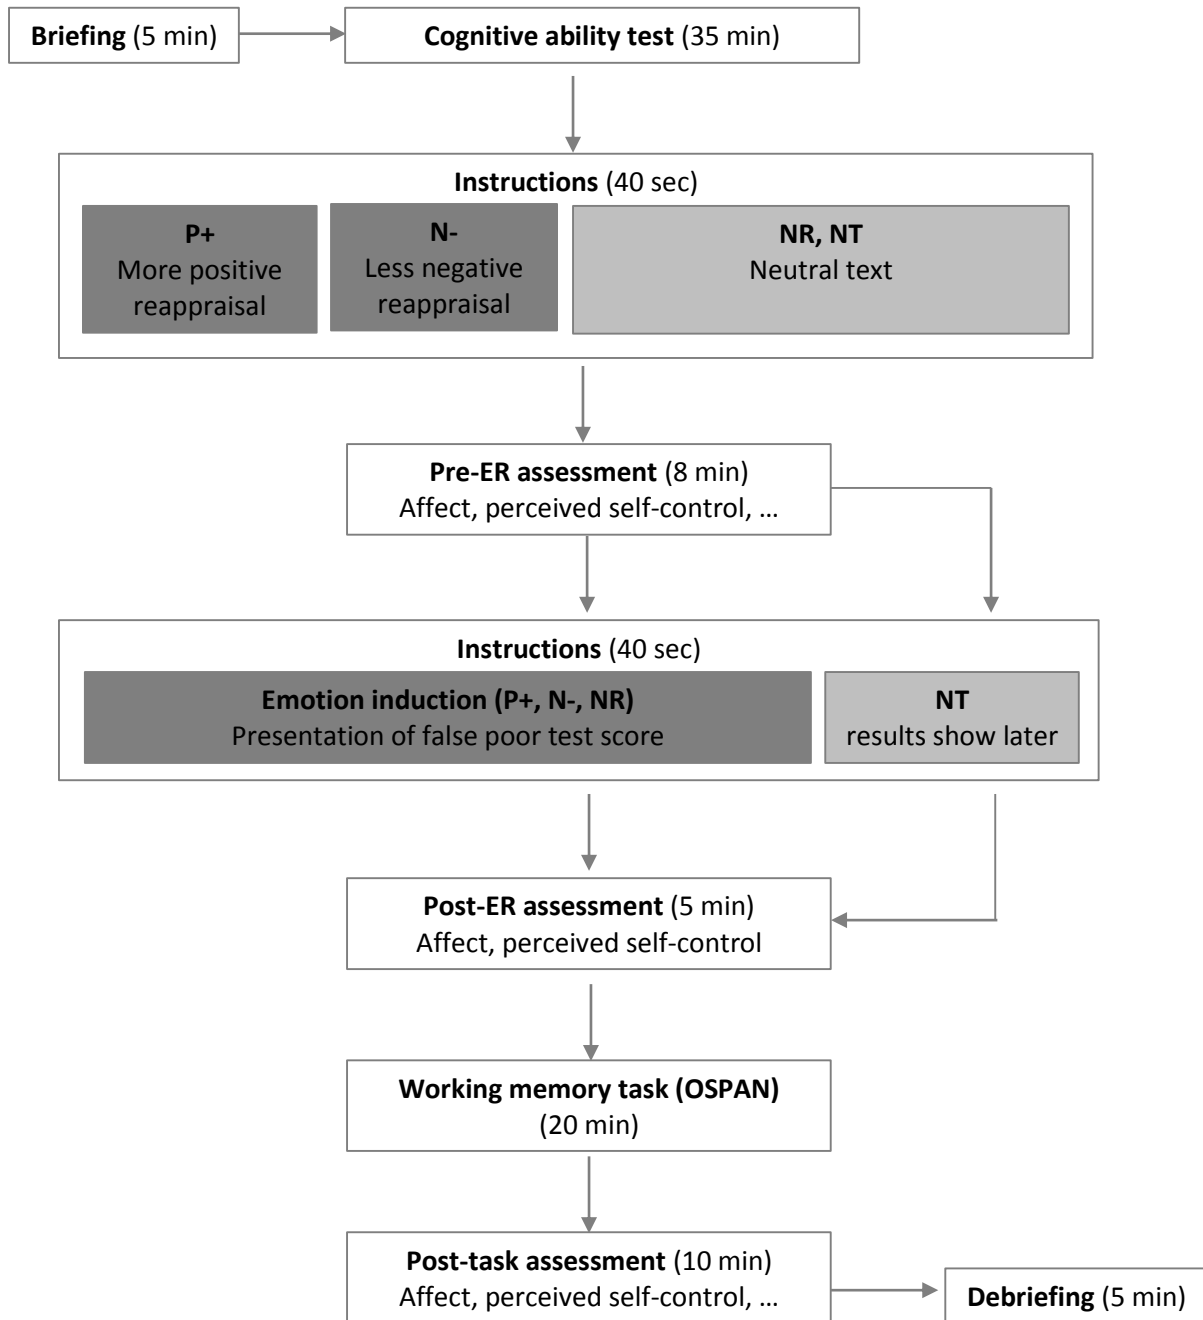 Briefing (5 min)
Cognitive ability test (35 min)
Instructions (40 sec)
P+
More positive
reappraisal
N-
Less negative
reappraisal
NR, NT
Neutral text
Pre-ER assessment (8 min)
Affect, perceived self-control, ...
Instructions (40 sec)
Emotion induction (P+, N-, NR)
Presentation of false poor test score
NT
results show later
Post-ER assessment (5 min)
Affect, perceived self-control
Working memory task (OSPAN)
(20 min)
Post-task assessment (10 min)
Affect, perceived self-control, ...
Debriefing (5 min)